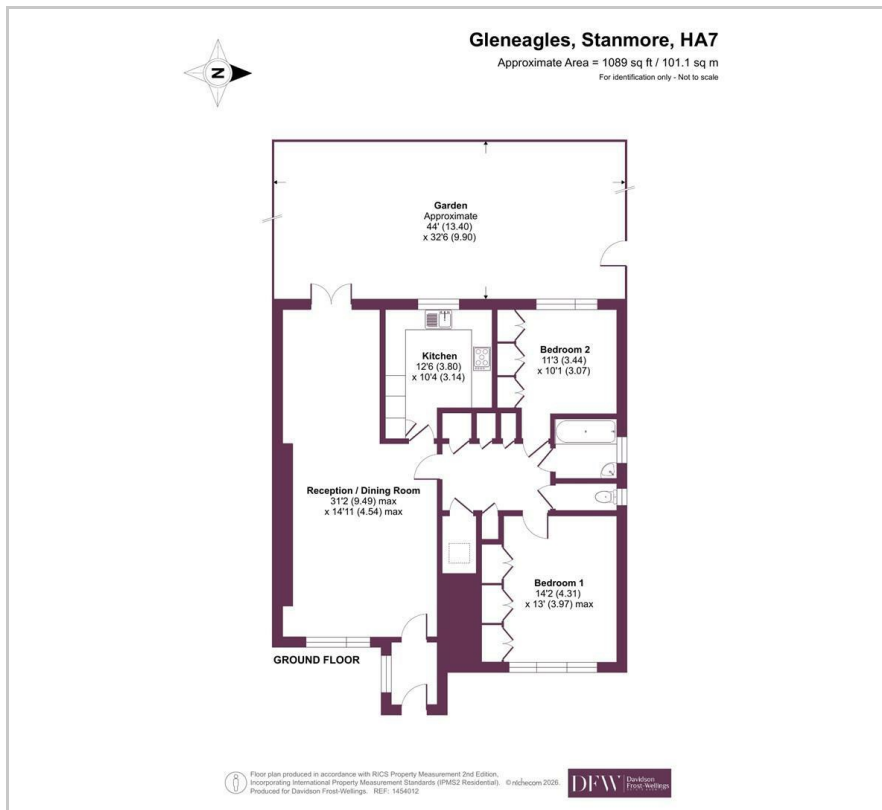 Gleneagles, Stanmore, HA7
Approximate Area = 1089 sq ft / 101.1 sq m
For identification only - Not to scale
N
Garden
Approximate
44' (13.40)
x 32'6 (9.90)
Kitchen
12'6 (3.80)
x 10'4 (3.14)
Bedroom 2
11'3 (3.44)
x 10'1 (3.07)
Reception / Dining Room
31'2 (9.49) max
x 14'11 (4.54) max
Bedroom 1
14'2 (4.31)
x 13' (3.97) max
GROUND FLOOR
Floor plan produced in accordance with RICS Property Measurement 2nd Edition,
Incorporating International Property Measurement Standards (IPMS2 Residential). © nichecom 2026.
Produced for Davidson Frost-Wellings. REF: 1454012
DFW
Davidson
Frost-Wellings